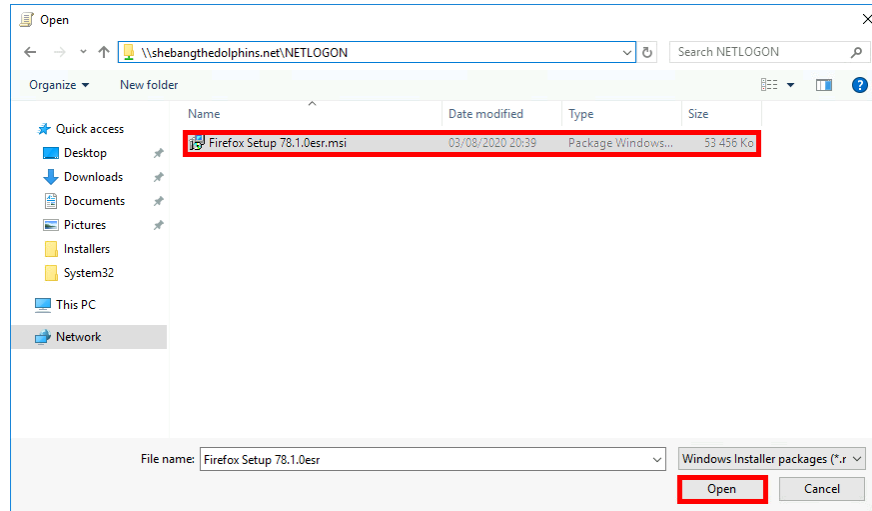 Open
\\shebangthedolphins.net\NETLOGON
Search NETLOGON
Organize
New folder
Name
Date modified
Type
Size
Quick access
Firefox Setup 78.1.0esr.msi
03/08/2020 20:39
Package Windows...
53 456 Ko
Desktop
Downloads
Documents
Pictures
Installers
System32
This PC
Network
File name:
Firefox Setup 78.1.0esr
Windows Installer packages (*.r
Open
Cancel